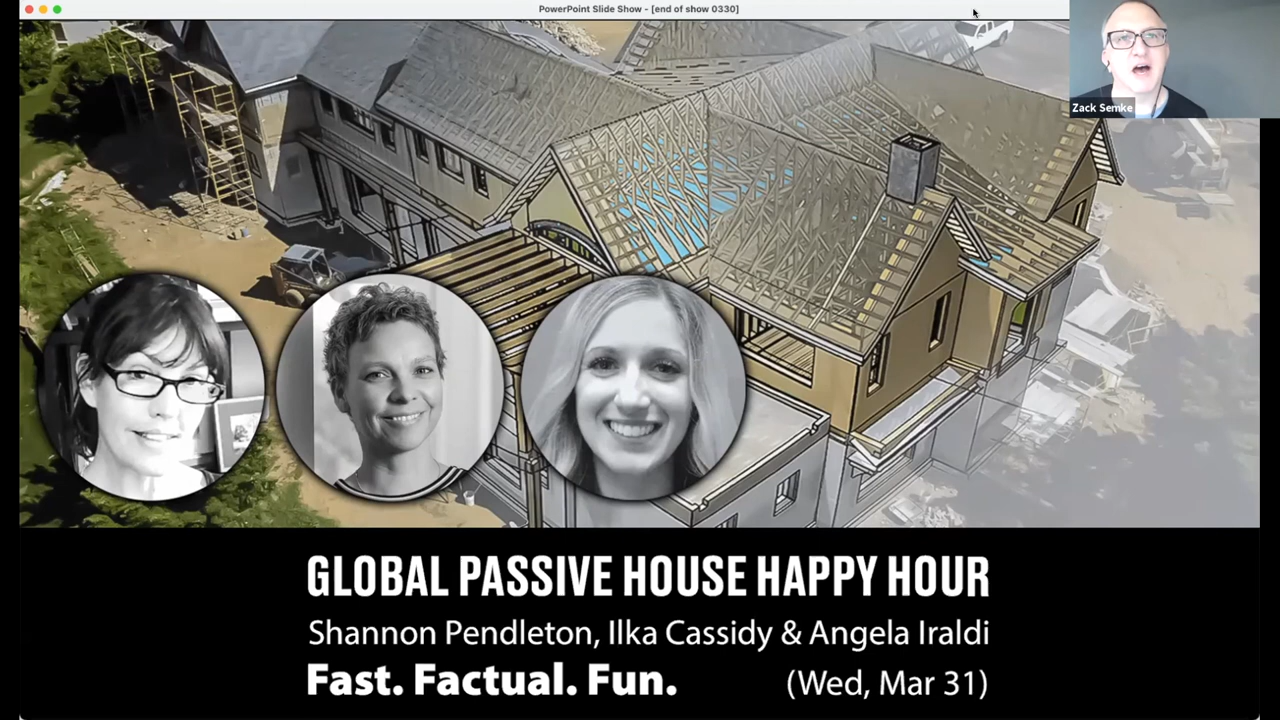 PowerPoint Slide Show - [end of show 0330]
Zack Semke
GLOBAL PASSIVE HOUSE HAPPY HOUR
Shannon Pendleton, Ilka Cassidy & Angela Iraldi
Fast. Factual. Fun. (Wed, Mar 31)